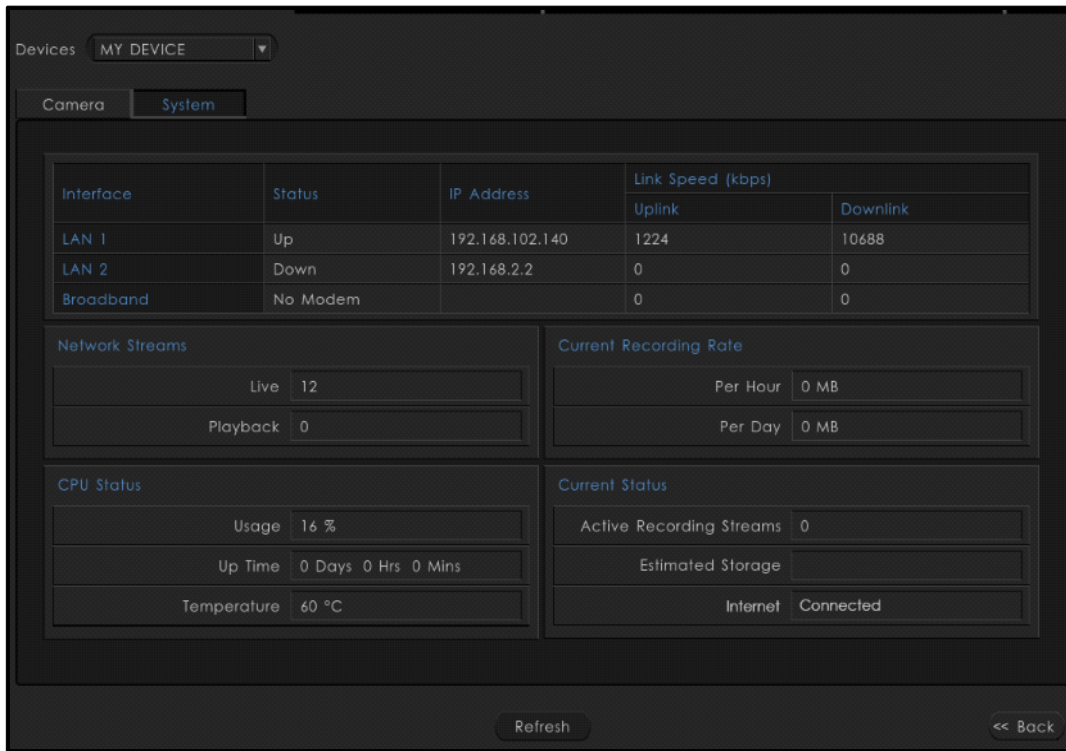 Devices MY DEVICE
Camera System
Interface Status IP Address Link Speed (kbps)
Uplink Downlink
LAN 1 Up 192.168.102.140 1224 10688
LAN 2 Down 192.168.2.2 0 0
Broadband No Modem 0 0
Network Streams
Live 12
Playback 0
Current Recording Rate
Per Hour 0 MB
Per Day 0 MB
CPU Status
Usage 16 %
Up Time 0 Days 0 Hrs 0 Mins
Temperature 60 °C
Current Status
Active Recording Streams 0
Estimated Storage
Internet Connected
Refresh << Back